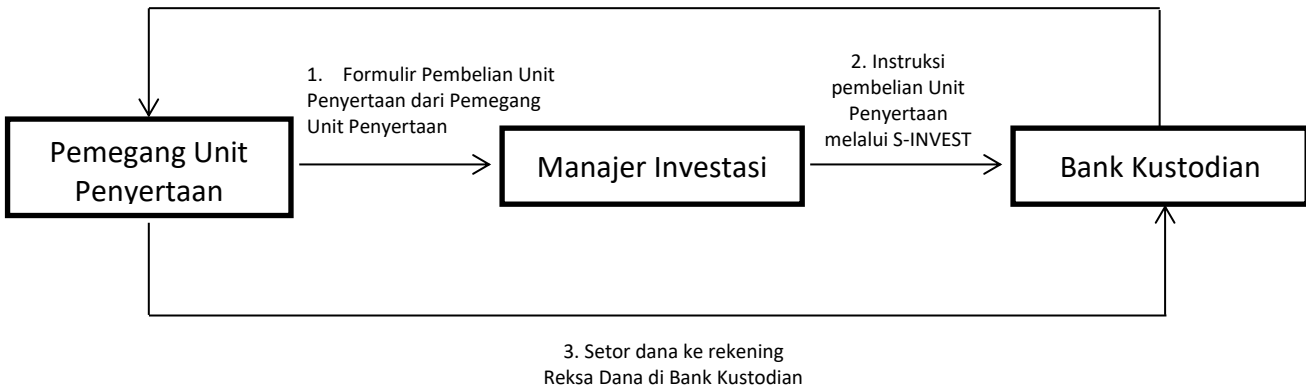 1. Formulir Pembelian Unit
Penyertaan dari Pemegang
Unit Penyertaan
2. Instruksi
pembelian Unit
Penyertaan
melalui S-INVEST
Pemegang Unit
Penyertaan
Manajer Investasi
Bank Kustodian
3. Setor dana ke rekening
Reksa Dana di Bank Kustodian